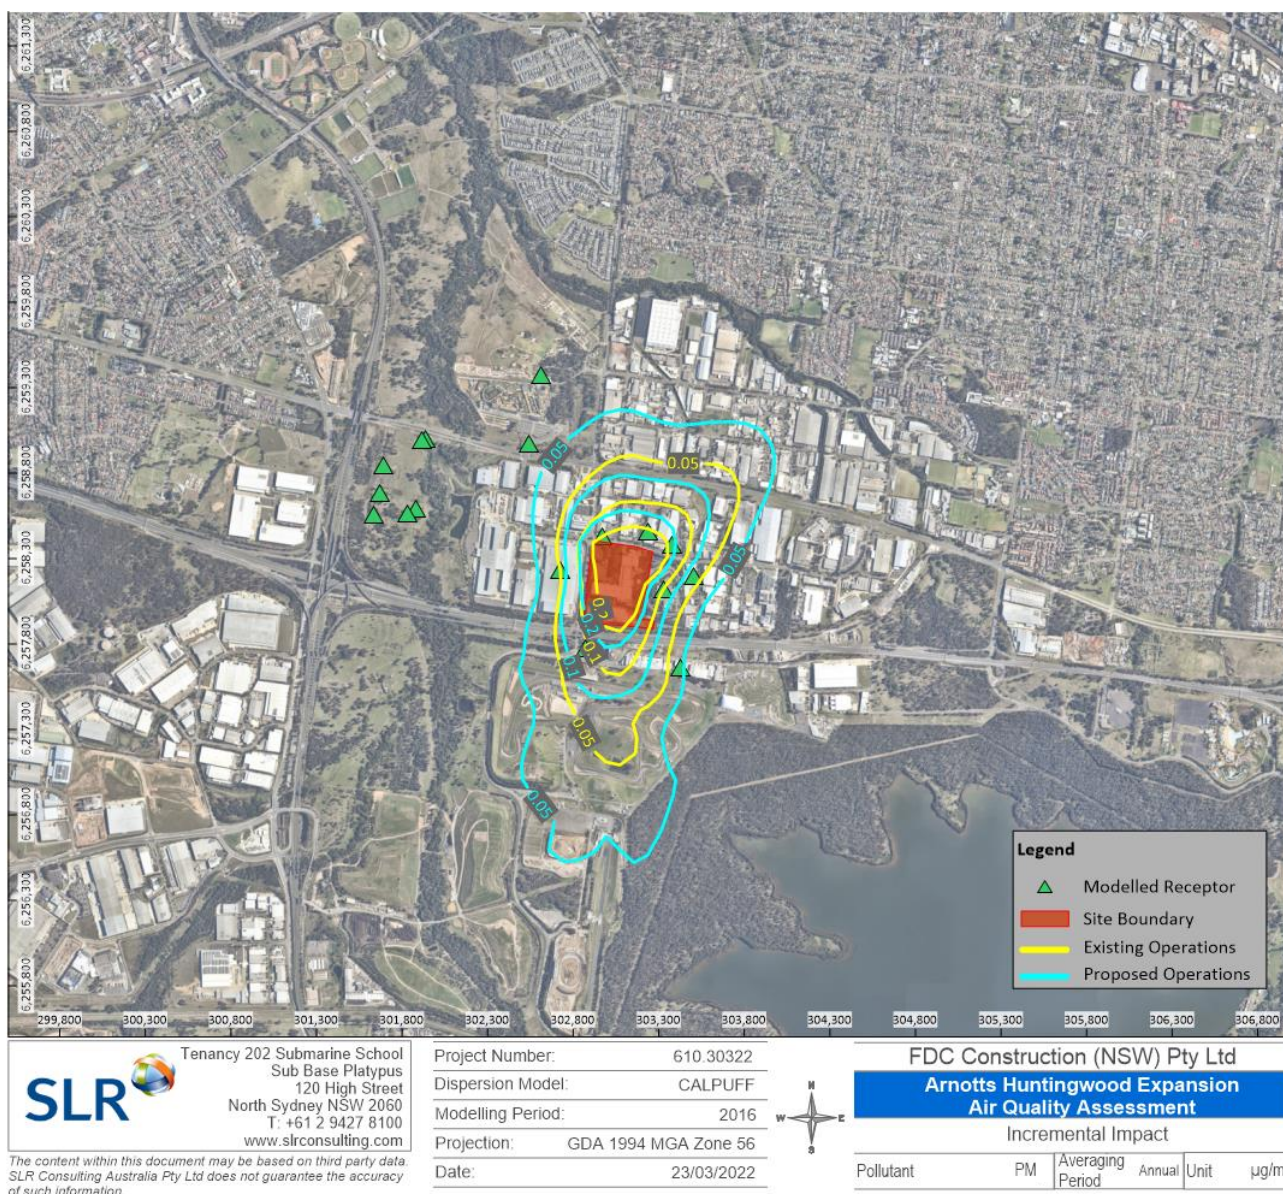 6,261,300
6,260,800
6,260,300
6,259,800
6,259,300
6,258,800
6,258,300
6,257,800
6,257,300
6,256,800
6,256,300
6,255,800
0.05
0.05
0.05
0.2
0.2
0.1
0.1
0.05
0.05
Legend
Modelled Receptor
Site Boundary
Existing Operations
Proposed Operations
299,800 300,300 300,800 301,300 301,800 302,300 302,800 303,300 303,800 304,300 304,800 305,300 305,800 306,300 306,800
SLR
Tenancy 202 Submarine School
Sub Base Platypus
120 High Street
North Sydney NSW 2060
T: +61 2 9427 8100
www.slrconsulting.com
The content within this document may be based on third party data.
SLR Consulting Australia Pty Ltd does not guarantee the accuracy
of such information.
Project Number: 610.30322
Dispersion Model: CALPUFF
Modelling Period: 2016
Projection: GDA 1994 MGA Zone 56
Date: 23/03/2022
N
W E
S
FDC Construction (NSW) Pty Ltd
Arnotts Huntingwood Expansion
Air Quality Assessment
Incremental Impact
Pollutant PM Averaging Period Annual Unit µg/m